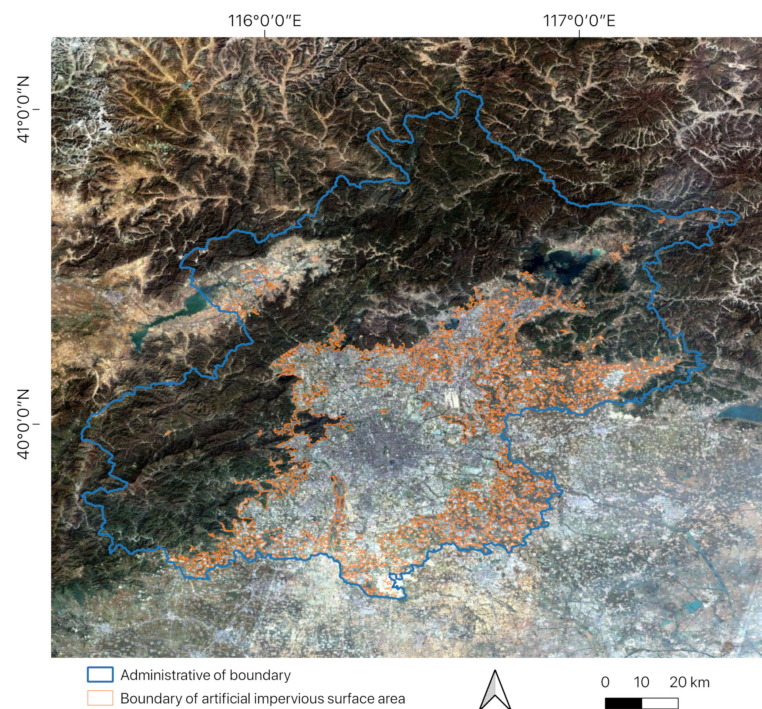 116°0'0"E 117°0'0"E
41°0'0"N
40°0'0"N
Administrative of boundary
Boundary of artificial impervious surface area
0 10 20 km